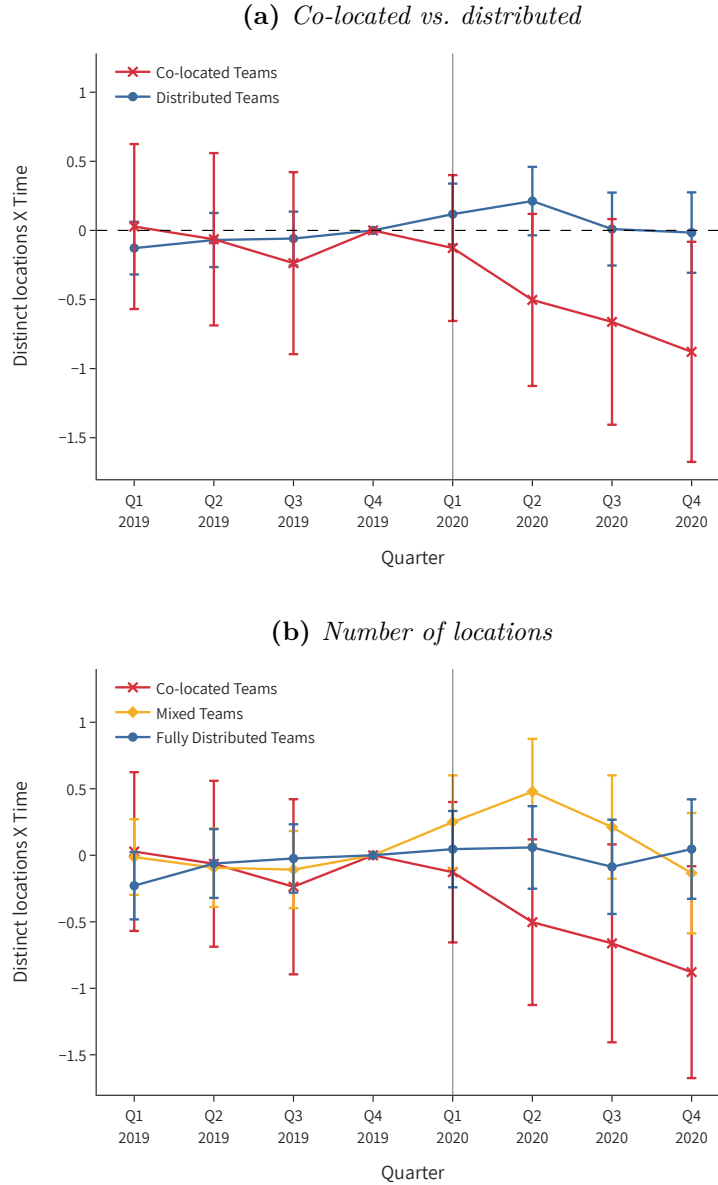 (a) Co-located vs. distributed
Co-located Teams
Distributed Teams
Distinct locations X Time
1
0.5
0
−0.5
−1
−1.5
Q1 Q2 Q3 Q4 Q1 Q2 Q3 Q4
2019 2019 2019 2019 2020 2020 2020 2020
Quarter
(b) Number of locations
Co-located Teams
Mixed Teams
Fully Distributed Teams
Distinct locations X Time
1
0.5
0
−0.5
−1
−1.5
Q1 Q2 Q3 Q4 Q1 Q2 Q3 Q4
2019 2019 2019 2019 2020 2020 2020 2020
Quarter